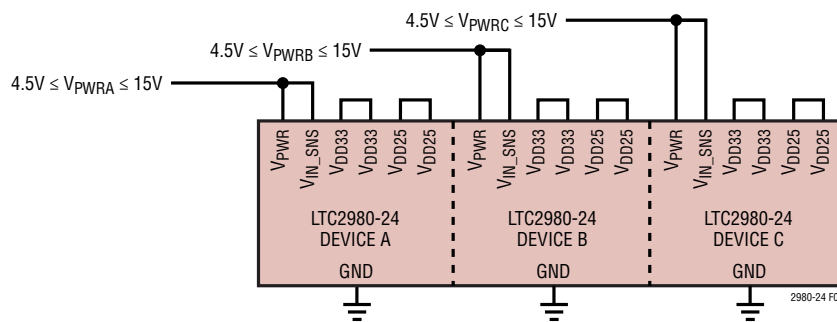 4.5V ≤ VPWRC ≤ 15V
4.5V ≤ VPWRB ≤ 15V
4.5V ≤ VPWRA ≤ 15V
VPWR VIN_SNS VDD33 VDD33 VDD25 VDD25 VPWR VIN_SNS VDD33 VDD33 VDD25 VDD25 VPWR VIN_SNS VDD33 VDD33 VDD25 VDD25
LTC2980-24 LTC2980-24 LTC2980-24
DEVICE A DEVICE B DEVICE C
GND GND GND
2980-24